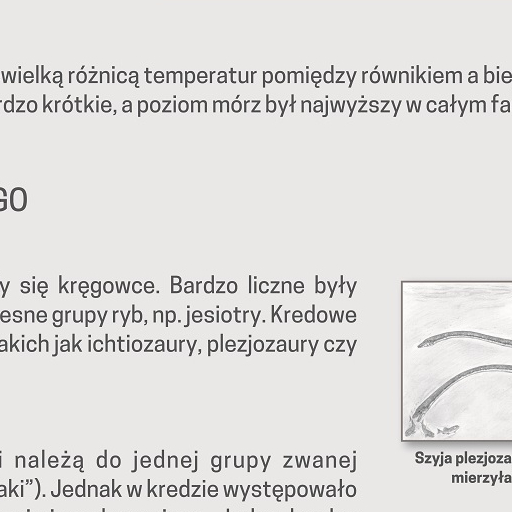 wielką różnicą temperatur pomiędzy równikiem a bie
rdzo krótkie, a poziom mórz był najwyższy w całym fa
GO
y się kręgowce. Bardzo liczne były
esne grupy ryb, np. jesiotry. Kredowe
akich jak ichtiozaury, plezjozaury czy
Szyja plezjoza
mierzyła
i należą do jednej grupy zwanej
aki”). Jednak w kredzie występowało